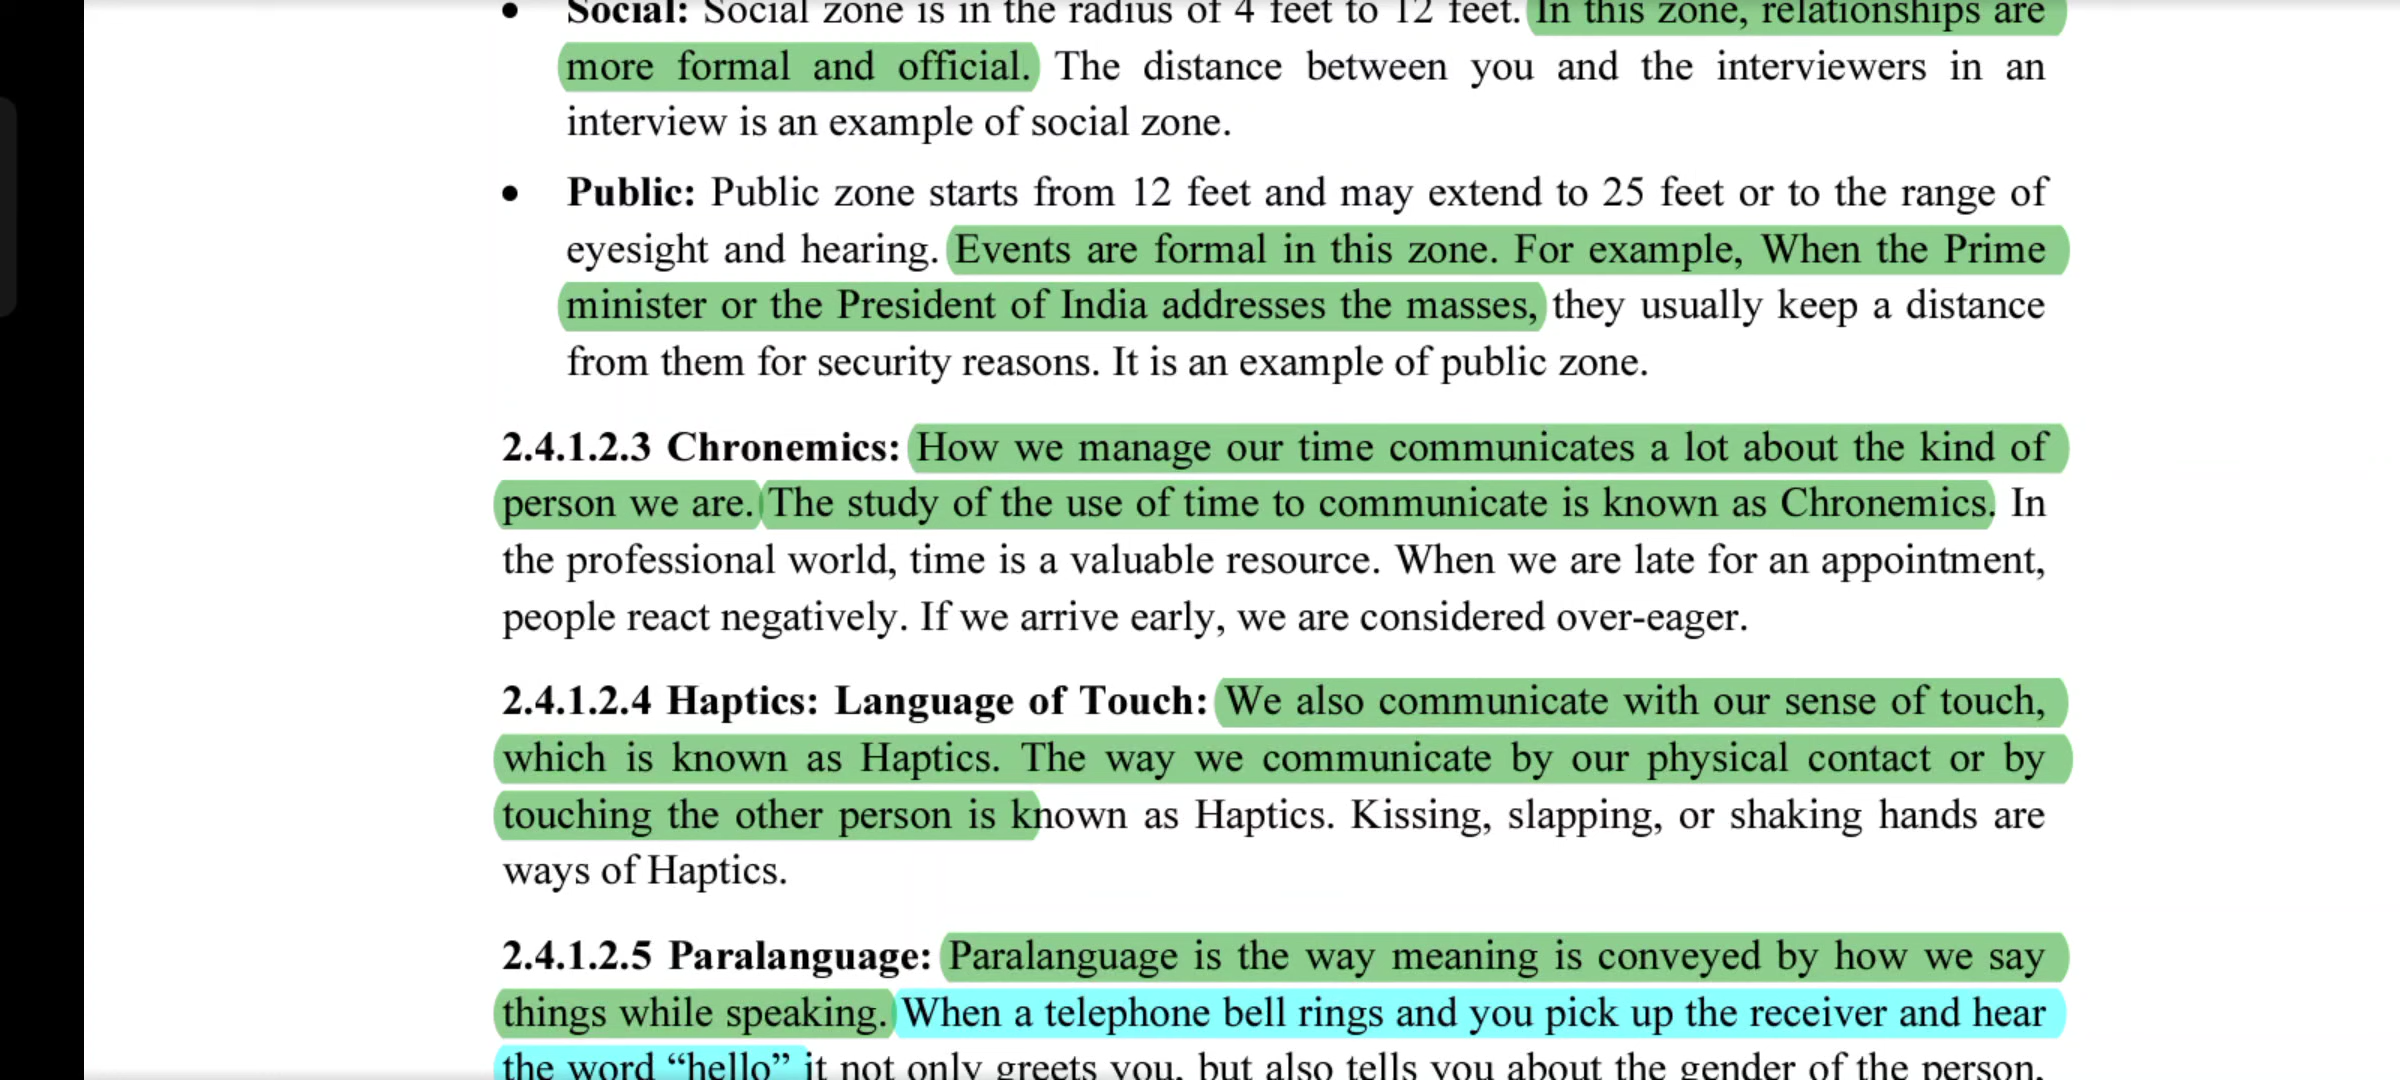 • Social: Social zone is in the radius of 4 feet to 12 feet. In this zone, relationships are
more formal and official. The distance between you and the interviewers in an
interview is an example of social zone.
• Public: Public zone starts from 12 feet and may extend to 25 feet or to the range of
eyesight and hearing. Events are formal in this zone. For example, When the Prime
minister or the President of India addresses the masses, they usually keep a distance
from them for security reasons. It is an example of public zone.
2.4.1.2.3 Chronemics: How we manage our time communicates a lot about the kind of
person we are. The study of the use of time to communicate is known as Chronemics. In
the professional world, time is a valuable resource. When we are late for an appointment,
people react negatively. If we arrive early, we are considered over-eager.
2.4.1.2.4 Haptics: Language of Touch: We also communicate with our sense of touch,
which is known as Haptics. The way we communicate by our physical contact or by
touching the other person is known as Haptics. Kissing, slapping, or shaking hands are
ways of Haptics.
2.4.1.2.5 Paralanguage: Paralanguage is the way meaning is conveyed by how we say
things while speaking. When a telephone bell rings and you pick up the receiver and hear
the word “hello” it not only greets you, but also tells you about the gender of the person,